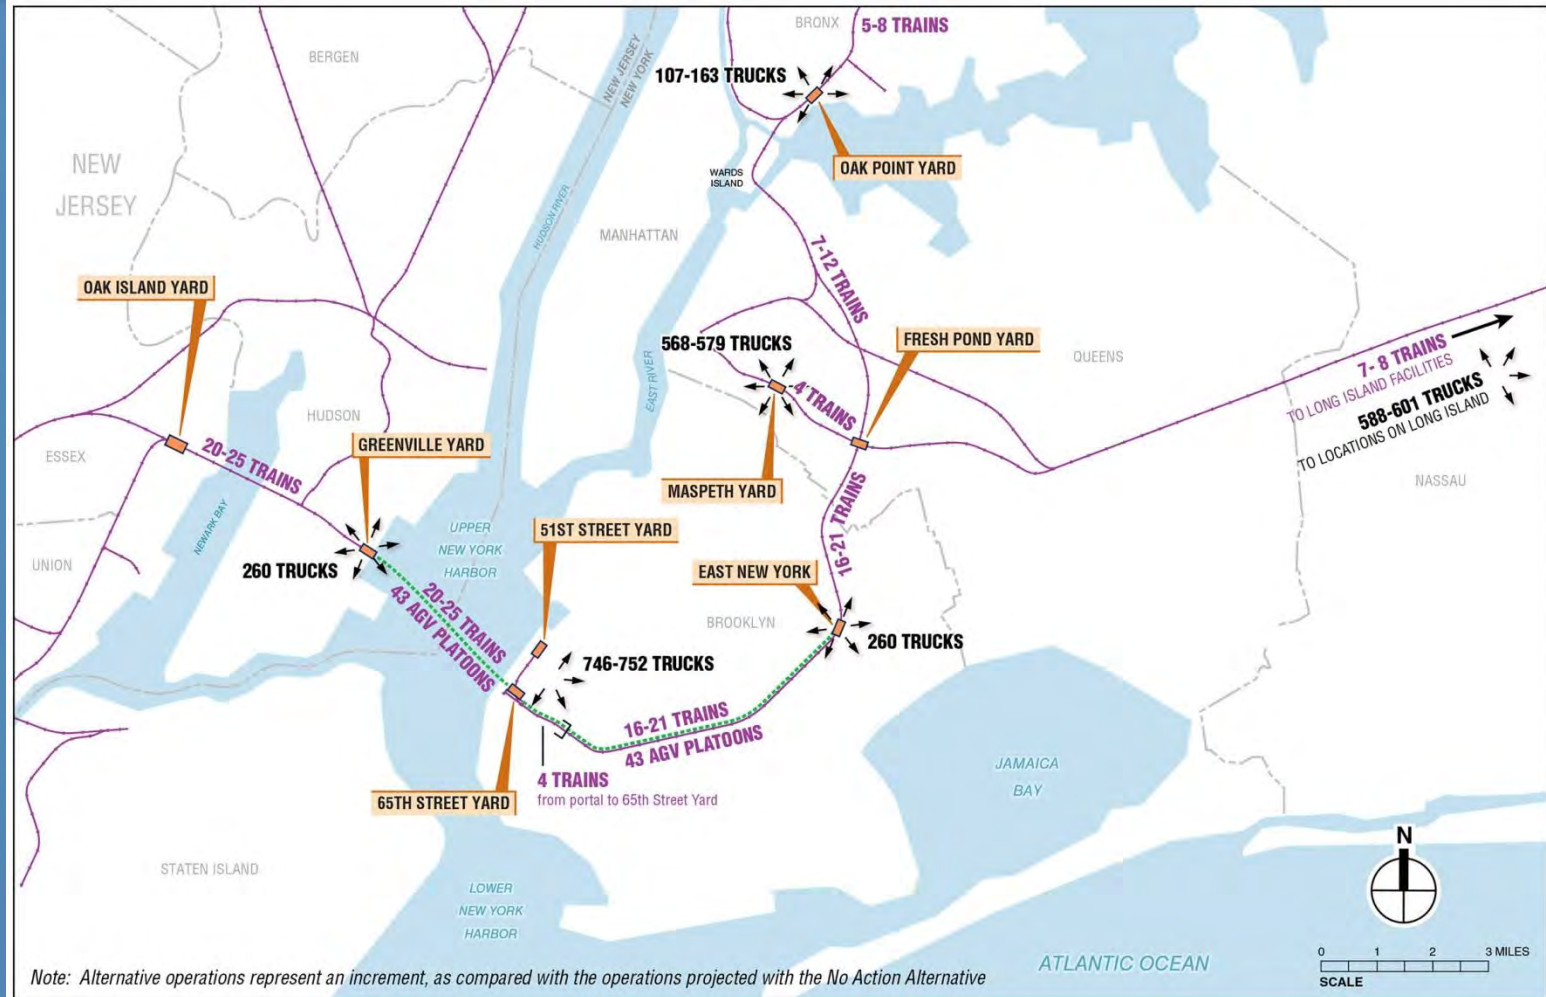 BRONX
5-8 TRAINS
BERGEN
NEW JERSEY
NEW YORK
107-163 TRUCKS
NEW
JERSEY
OAK POINT YARD
WARDS
ISLAND
HUDSON RIVER
MANHATTAN
7-12 TRAINS
OAK ISLAND YARD
568-579 TRUCKS
FRESH POND YARD
QUEENS
7- 8 TRAINS
TO LONG ISLAND FACILITIES
588-601 TRUCKS
TO LOCATIONS ON LONG ISLAND
EAST RIVER
4 TRAINS
HUDSON
GREENVILLE YARD
ESSEX
20-25 TRAINS
MASPETH YARD
NASSAU
16-21 TRAINS
NEWARK BAY
UPPER
NEW YORK
HARBOR
51ST STREET YARD
UNION
260 TRUCKS
EAST NEW YORK
20-25 TRAINS
43 AGV PLATOONS
BROOKLYN
260 TRUCKS
746-752 TRUCKS
16-21 TRAINS
43 AGV PLATOONS
4 TRAINS
from portal to 65th Street Yard
65TH STREET YARD
JAMAICA
BAY
STATEN ISLAND
LOWER
NEW YORK
HARBOR
N
ATLANTIC OCEAN
0 1 2 3 MILES
SCALE
Note: Alternative operations represent an increment, as compared with the operations projected with the No Action Alternative